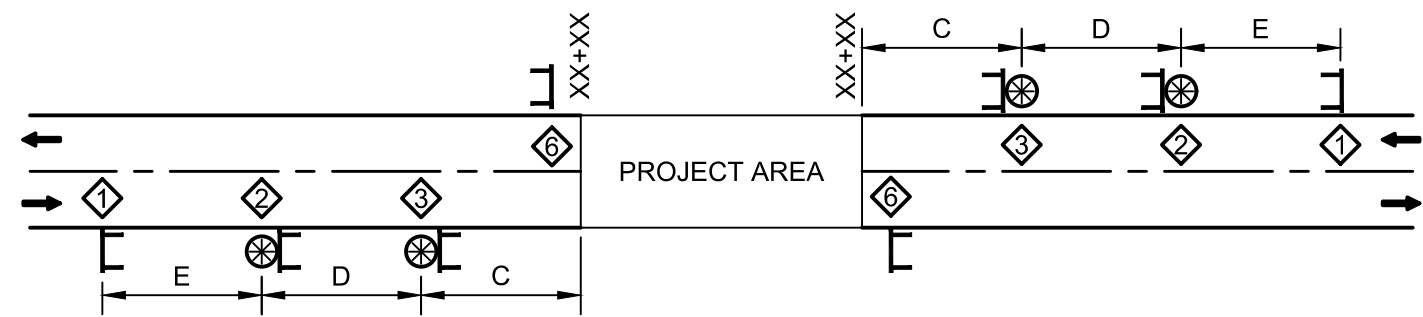 XX+XX
XX+XX
C D E
6 3 2 1
PROJECT AREA
1 2 3 6
E D C